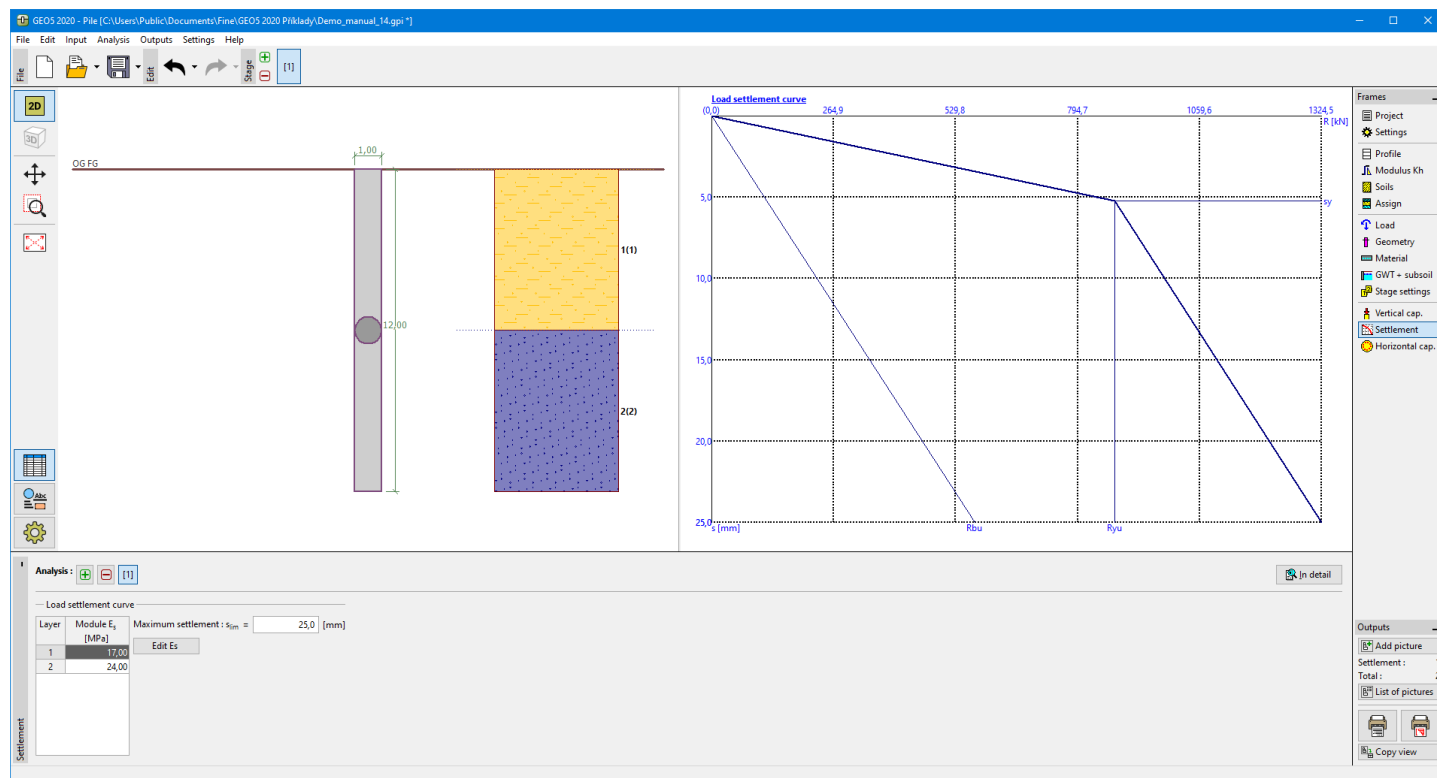 GEO5 2020 - Pile [C:\Users\Public\Documents\Fine\GEO5 2020 Příklady\Demo_manual_14.gpi *]
File Edit Input Analysis Outputs Settings Help
File
Edit
Stage
[1]
2D
3D
Abc
OG FG
1,00
12,00
1(1)
2(2)
Load settlement curve
(0,0) 264,9 529,8 794,7 1059,6 1324,5
R [kN]
5,0
sy
10,0
15,0
20,0
25,0
s [mm]
Rbu
Ryu
Frames
Project
Settings
Profile
Modulus Kh
Soils
Assign
Load
Geometry
Material
GWT + subsoil
Stage settings
Vertical cap.
Settlement
Horizontal cap.
Outputs
Add picture
Settlement :
Total :
List of pictures
Copy view
Settlement
Analysis : [1]
In detail
Load settlement curve
Layer Module Es
[MPa]
1 17,00
2 24,00
Maximum settlement : slim = 25,0 [mm]
Edit Es